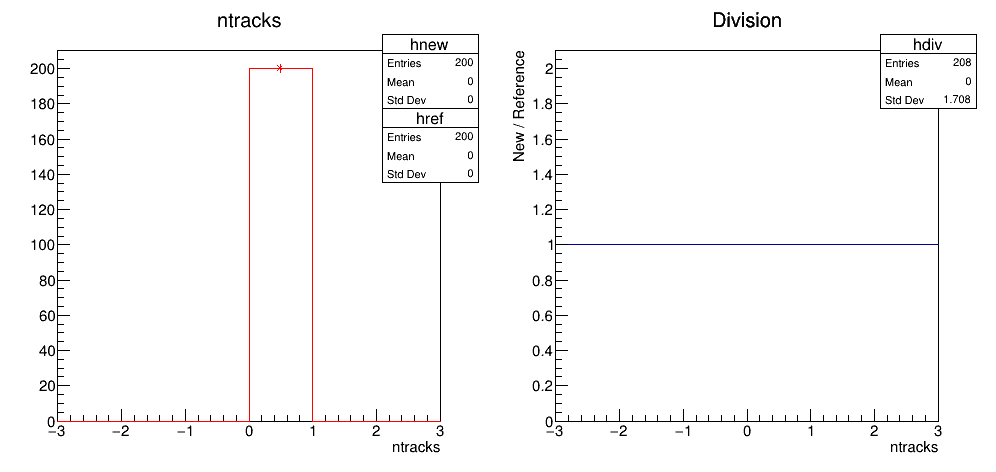 ntracks
hnew
Entries 200
Mean 0
Std Dev 0
href
Entries 200
Mean 0
Std Dev 0
200
180
160
140
120
100
80
60
40
20
0
−3 −2 −1 0 1 2 3
ntracks
Division
hdiv
Entries 208
Mean 0
Std Dev 1.708
New / Reference
2
1.8
1.6
1.4
1.2
1
0.8
0.6
0.4
0.2
0
−3 −2 −1 0 1 2 3
ntracks